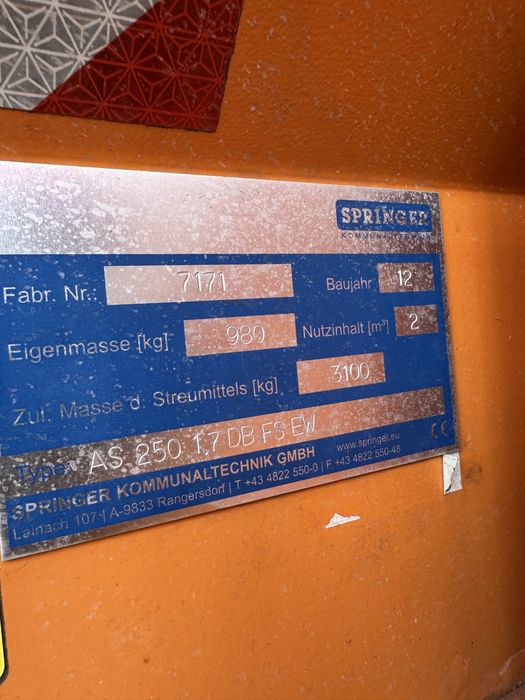 SPRINGER
KOMMUNALTECHNIK
Fabr. Nr.: 7171 Baujahr 12
Eigenmasse [kg] 980 Nutzinhalt [m³] 2
Zul. Masse d. Streumittels [kg] 3100
Type: AS 250 1.7 DB FS EW
SPRINGER KOMMUNALTECHNIK GMBH www.springer.eu
Lainach 107 | A-9833 Rangersdorf | T +43 4822 550-0 | F +43 4822 550-48
CE